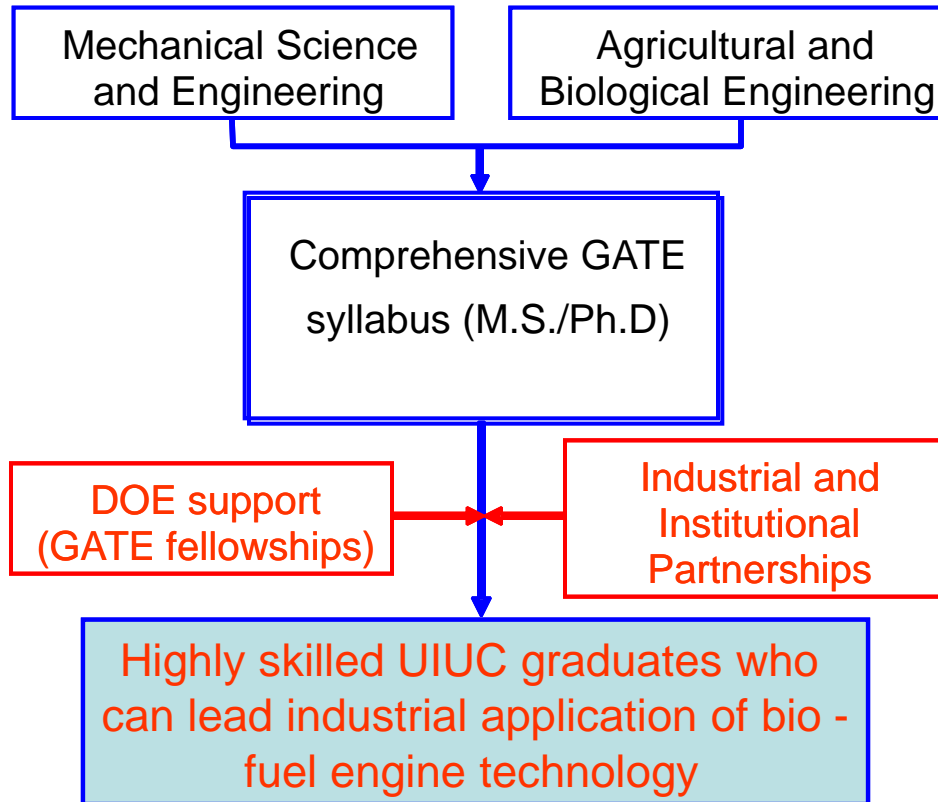 Mechanical Science
and Engineering
Agricultural and
Biological Engineering
Comprehensive GATE
syllabus (M.S./Ph.D)
DOE support
(GATE fellowships)
Industrial and
Institutional
Partnerships
Highly skilled UIUC graduates who
can lead industrial application of bio -
fuel engine technology